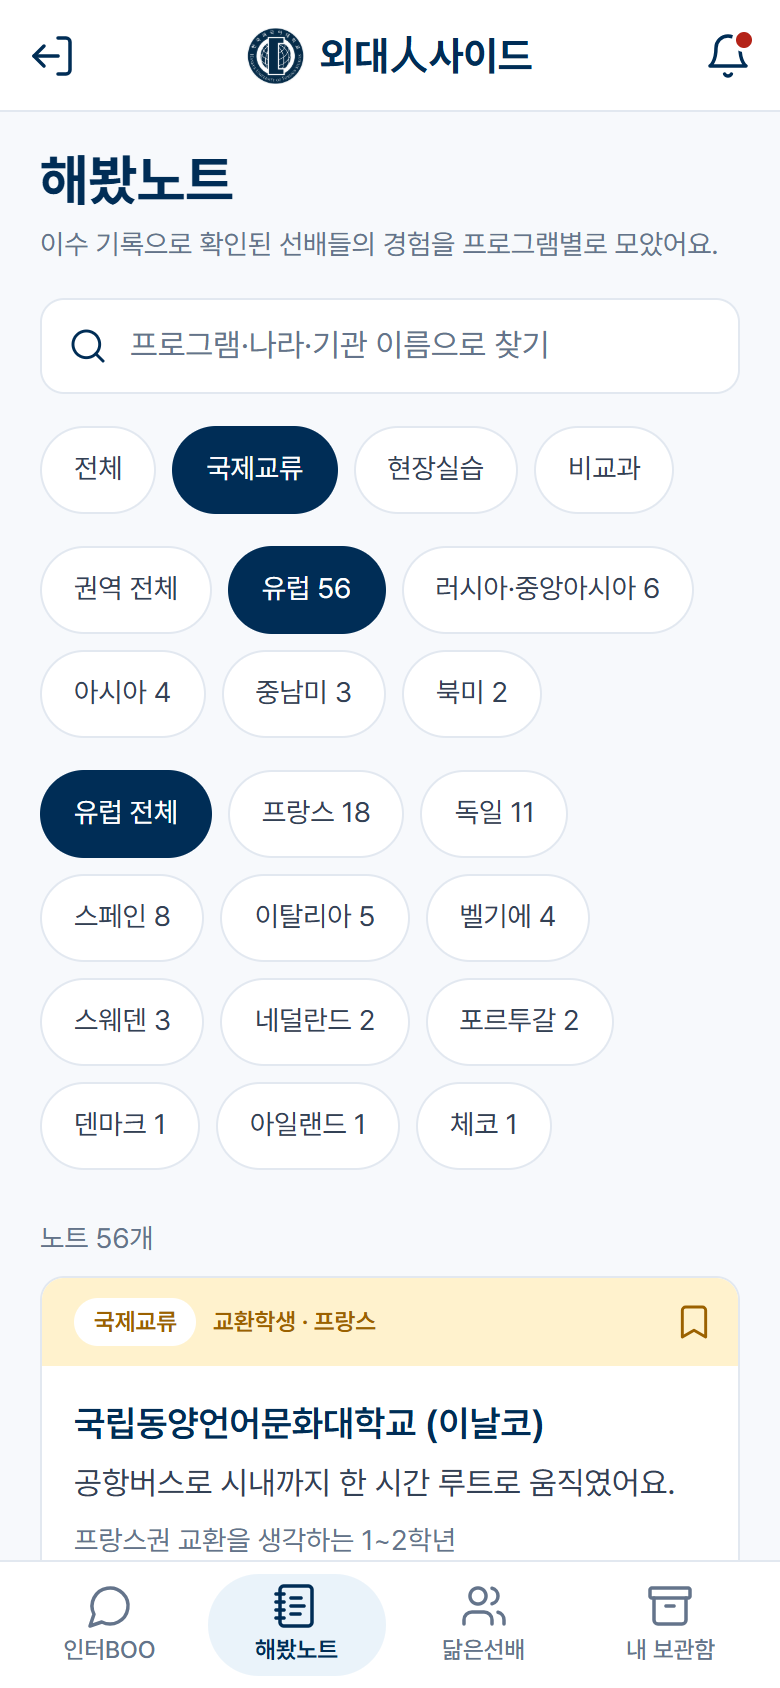 외대人사이드
해봤노트
이수 기록으로 확인된 선배들의 경험을 프로그램별로 모았어요.
프로그램·나라·기관 이름으로 찾기
전체 국제교류 현장실습 비교과
권역 전체 유럽 56 러시아·중앙아시아 6
아시아 4 중남미 3 북미 2
유럽 전체 프랑스 18 독일 11
스페인 8 이탈리아 5 벨기에 4
스웨덴 3 네덜란드 2 포르투갈 2
덴마크 1 아일랜드 1 체코 1
노트 56개
국제교류 교환학생 · 프랑스
국립동양언어문화대학교 (이날코)
공항버스로 시내까지 한 시간 루트로 움직였어요.
프랑스권 교환을 생각하는 1~2학년
인터BOO 해봤노트 닮은선배 내 보관함